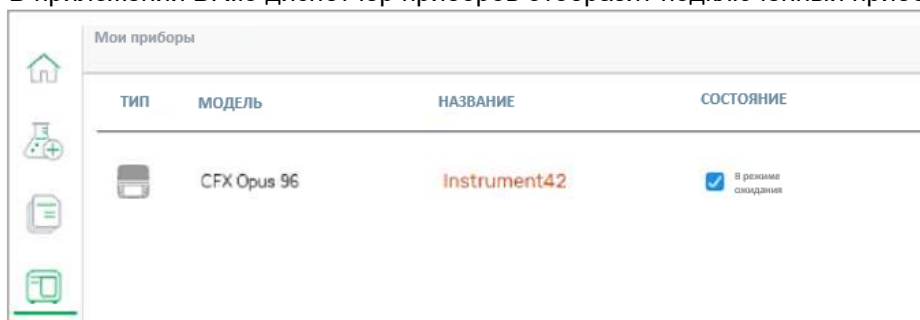 Мои приборы
ТИП МОДЕЛЬ НАЗВАНИЕ СОСТОЯНИЕ
CFX Opus 96 Instrument42 В режиме
ожидания